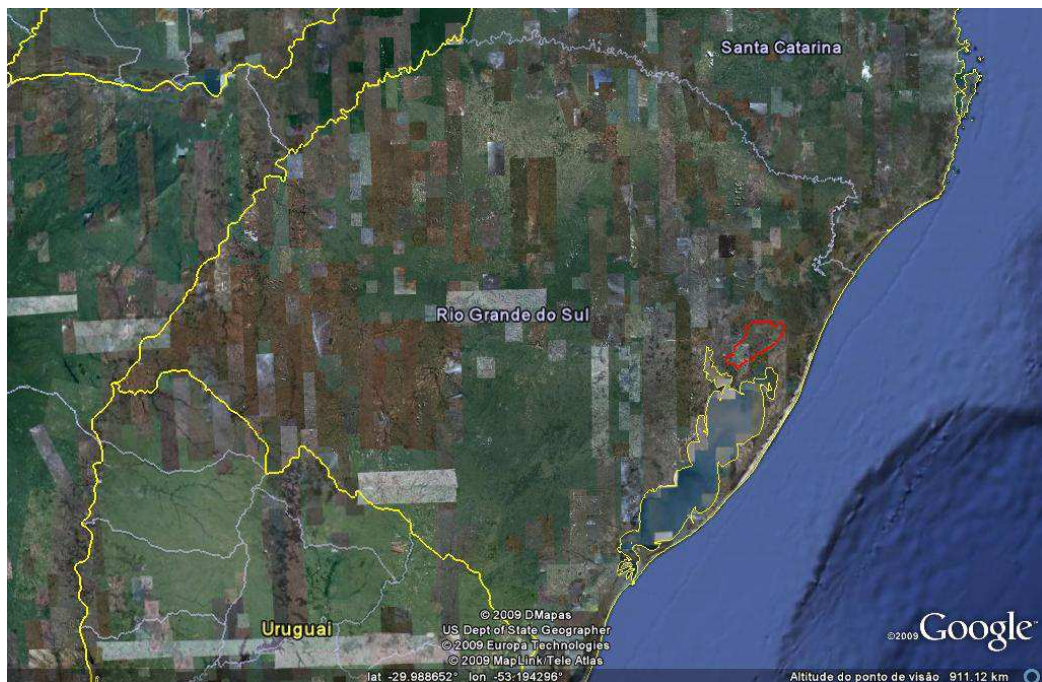 Santa Catarina
Rio Grande do Sul
Uruguai
© 2009 DMapas
US Dept of State Geographer
© 2009 Europa Technologies
© 2009 MapLink/Tele Atlas
©2009 Google™
lat -29.988652° lon -53.194296°
Altitude do ponto de visão 911.12 km